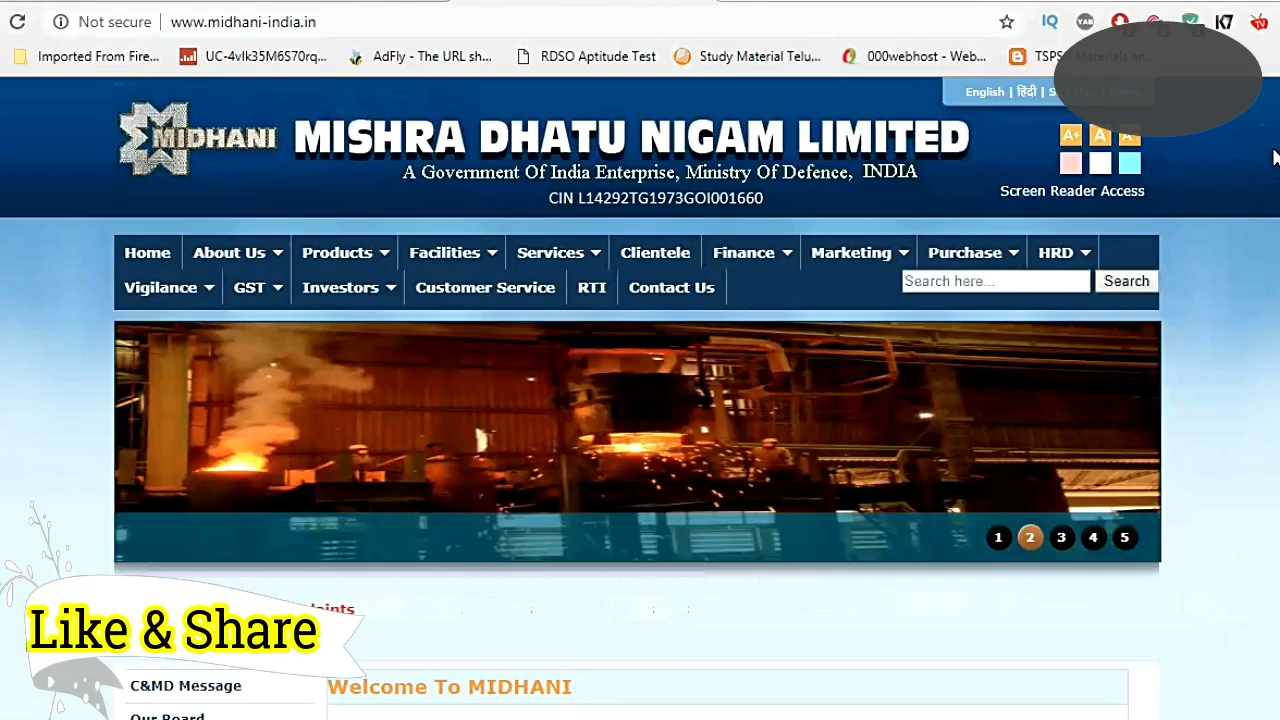 Not secure | www.midhani-india.in
IQ YAB K7
Imported From Fire... UC-4vlk35M6S70rq... AdFly - The URL sh... RDSO Aptitude Test Study Material Telu... 000webhost - Web... TSPS
English | हिंदी |
MIDHANI
MISHRA DHATU NIGAM LIMITED
A+ A
A Government Of India Enterprise, Ministry Of Defence, INDIA
CIN L14292TG1973GOI001660
Screen Reader Access
Home About Us Products Facilities Services Clientele Finance Marketing Purchase HRD
Vigilance GST Investors Customer Service RTI Contact Us Search here... Search
1 2 3 4 5
Like & Share
C&MD Message
Welcome To MIDHANI
Our Board